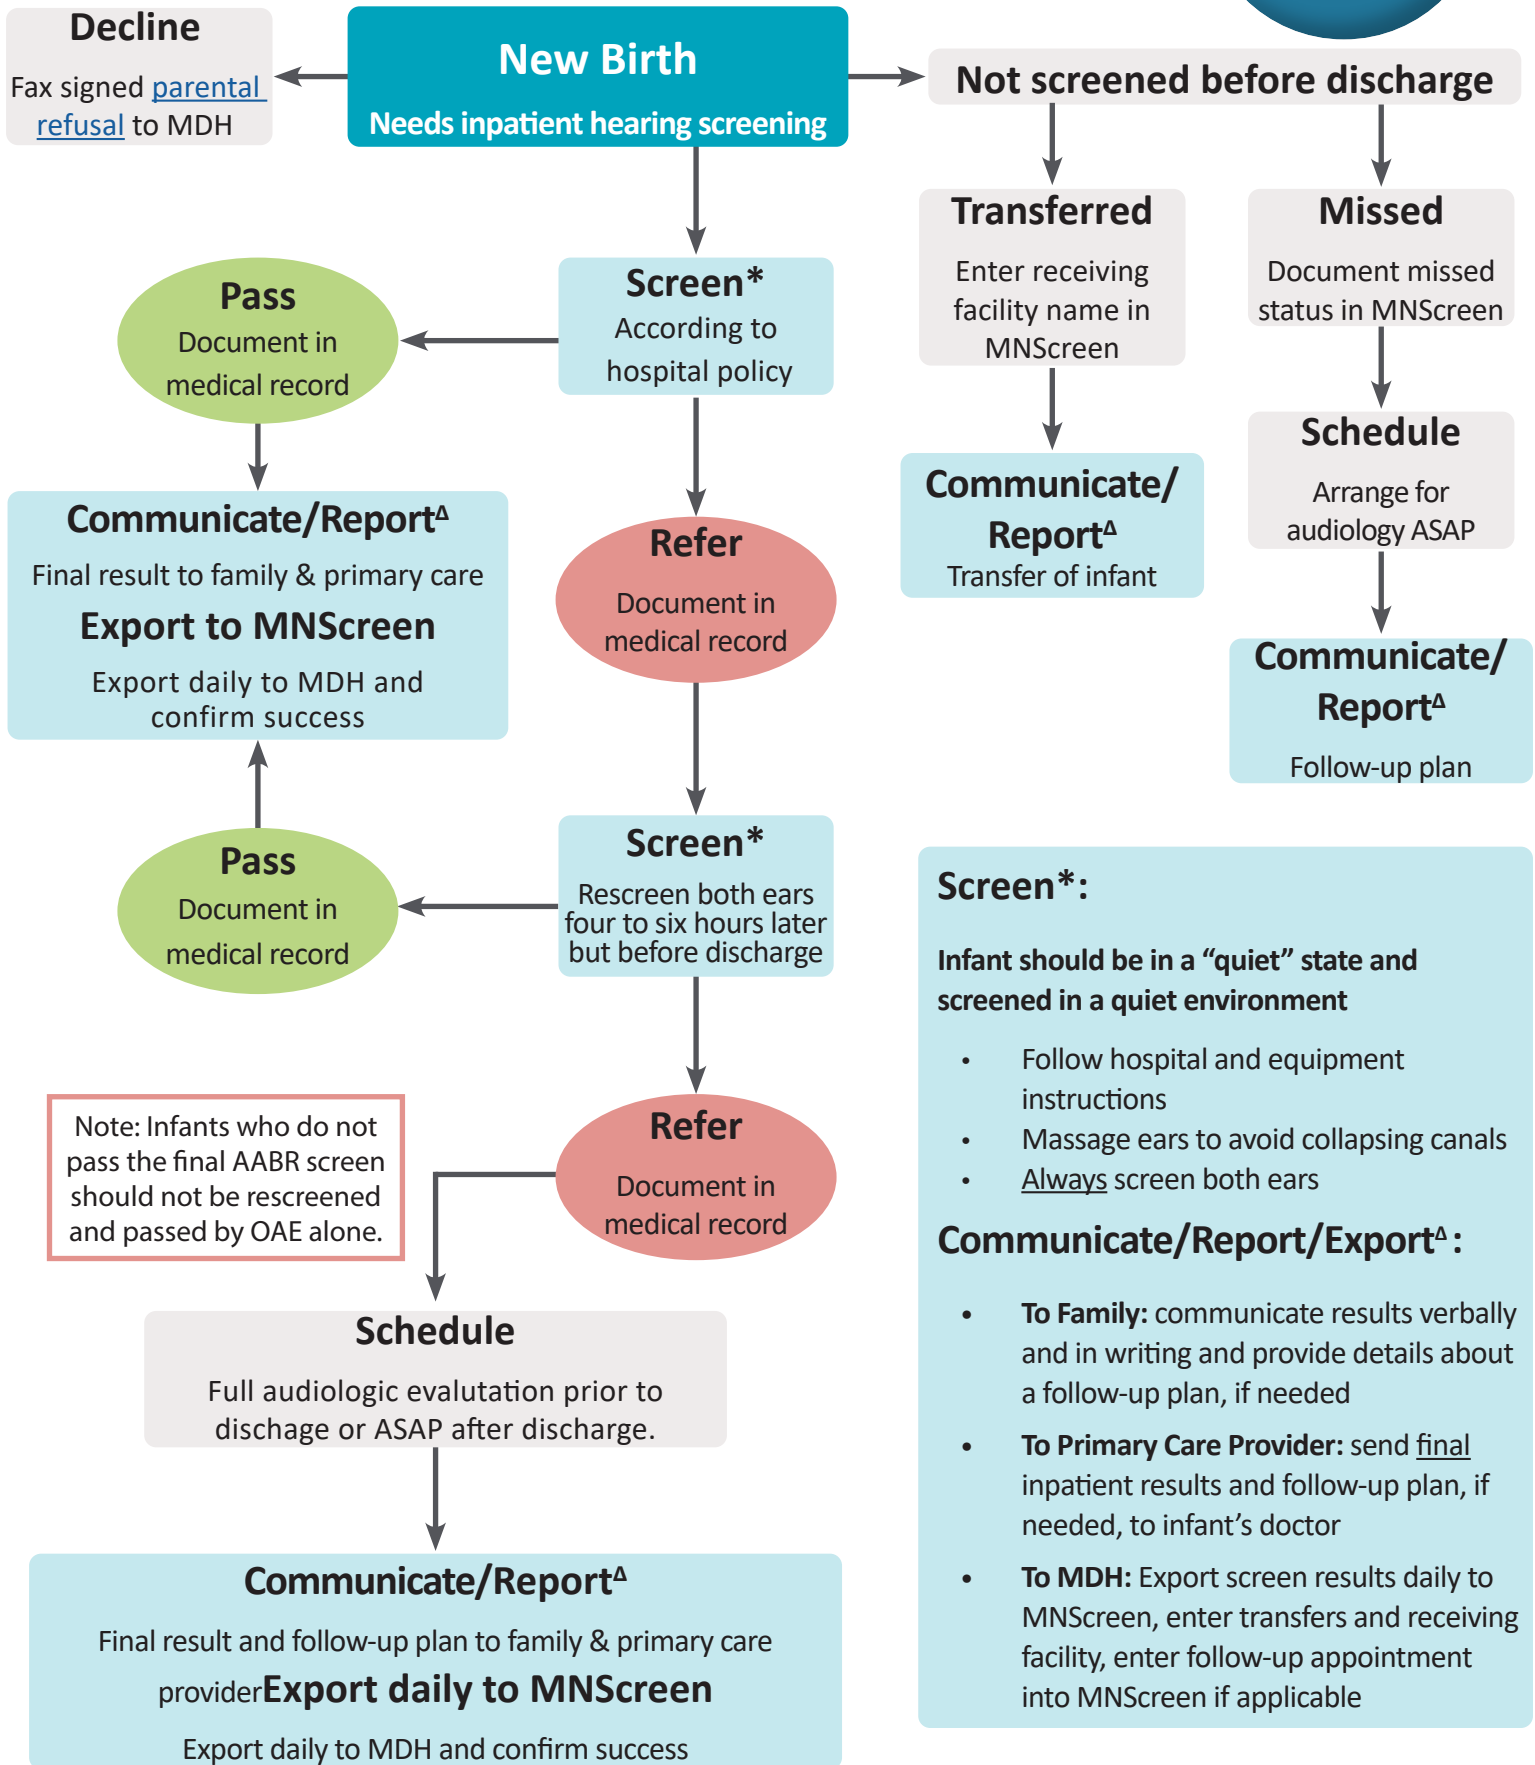 Decline
Fax signed parental
refusal to MDH
New Birth
Needs inpatient hearing screening
Not screened before discharge
Transferred
Enter receiving
facility name in
MNScreen
Missed
Document missed
status in MNScreen
Screen*
According to
hospital policy
Pass
Document in
medical record
Schedule
Arrange for
audiology ASAP
Communicate/
Report∆
Transfer of infant
Communicate/Report∆
Final result to family & primary care
Export to MNScreen
Export daily to MDH and
confirm success
Refer
Document in
medical record
Communicate/
Report∆
Follow-up plan
Screen*
Rescreen both ears
four to six hours later
but before discharge
Pass
Document in
medical record
Note: Infants who do not
pass the final AABR screen
should not be rescreened
and passed by OAE alone.
Refer
Document in
medical record
Schedule
Full audiologic evalutation prior to
dischage or ASAP after discharge.
Communicate/Report∆
Final result and follow-up plan to family & primary care
providerExport daily to MNScreen
Export daily to MDH and confirm success
Screen*:
Infant should be in a “quiet” state and
screened in a quiet environment
• Follow hospital and equipment
instructions
• Massage ears to avoid collapsing canals
• Always screen both ears
Communicate/Report/Export∆ :
• To Family: communicate results verbally
and in writing and provide details about
a follow-up plan, if needed
• To Primary Care Provider: send final
inpatient results and follow-up plan, if
needed, to infant’s doctor
• To MDH: Export screen results daily to
MNScreen, enter transfers and receiving
facility, enter follow-up appointment
into MNScreen if applicable